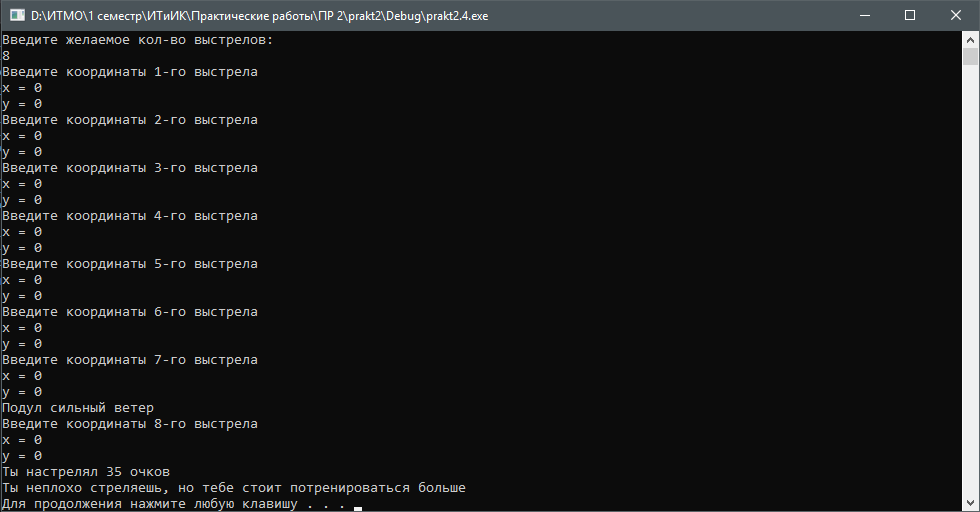 D:\ИТМО\1 семестр\ИТиИК\Практические работы\ПР 2\prakt2\Debug\prakt2.4.exe
Введите желаемое кол-во выстрелов:
8
Введите координаты 1-го выстрела
x = 0
y = 0
Введите координаты 2-го выстрела
x = 0
y = 0
Введите координаты 3-го выстрела
x = 0
y = 0
Введите координаты 4-го выстрела
x = 0
y = 0
Введите координаты 5-го выстрела
x = 0
y = 0
Введите координаты 6-го выстрела
x = 0
y = 0
Введите координаты 7-го выстрела
x = 0
y = 0
Подул сильный ветер
Введите координаты 8-го выстрела
x = 0
y = 0
Ты настрелял 35 очков
Ты неплохо стреляешь, но тебе стоит потренироваться больше
Для продолжения нажмите любую клавишу . . .